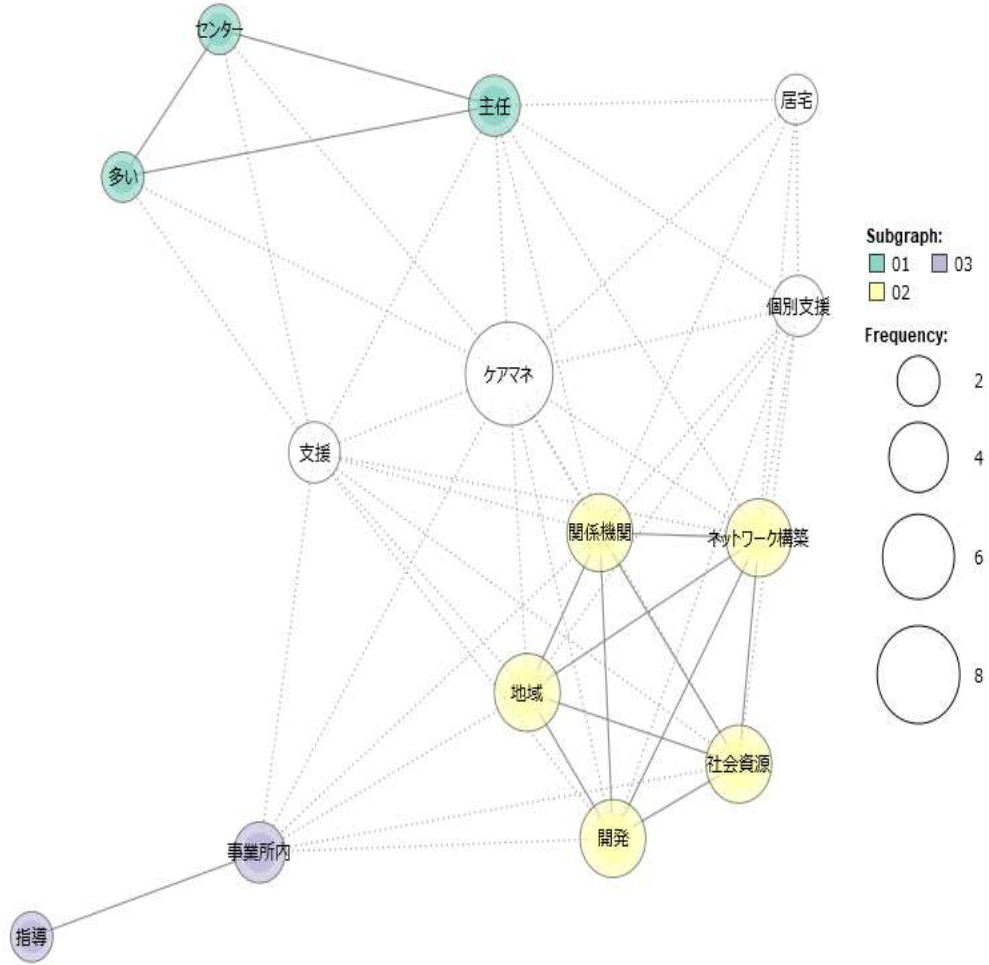 センター
主任
居宅
多い
個別支援
ケアマネ
支援
関係機関
ネットワーク構築
地域
社会資源
開発
事業所内
指導
Subgraph:
01 03
02
Frequency:
2
4
6
8